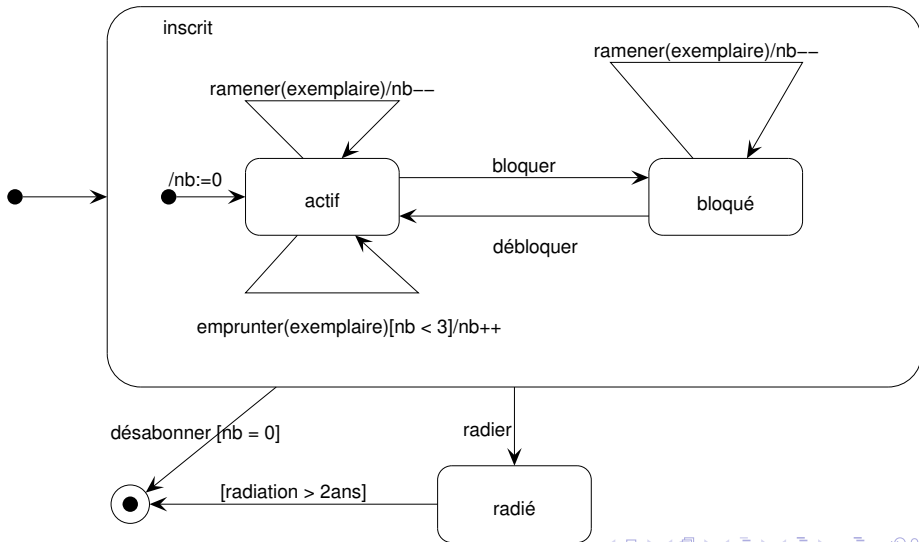 inscrit
ramener(exemplaire)/nb−−
ramener(exemplaire)/nb−−
/nb:=0
actif
bloquer
bloqué
débloquer
emprunter(exemplaire)[nb < 3]/nb++
désabonner [nb = 0]
radier
[radiation > 2ans]
radié